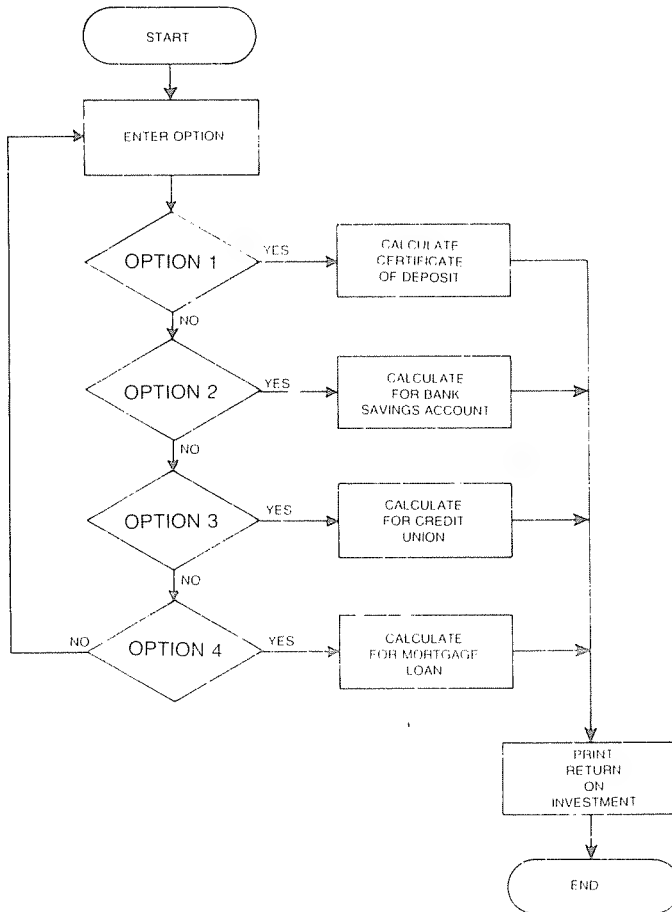 START
ENTER OPTION
OPTION 1
YES
CALCULATE
CERTIFICATE
OF DEPOSIT
NO
OPTION 2
YES
CALCULATE
FOR BANK
SAVINGS ACCOUNT
NO
OPTION 3
YES
CALCULATE
FOR CREDIT
UNION
NO
NO
OPTION 4
YES
CALCULATE
FOR MORTGAGE
LOAN
PRINT
RETURN
ON
INVESTMENT
END